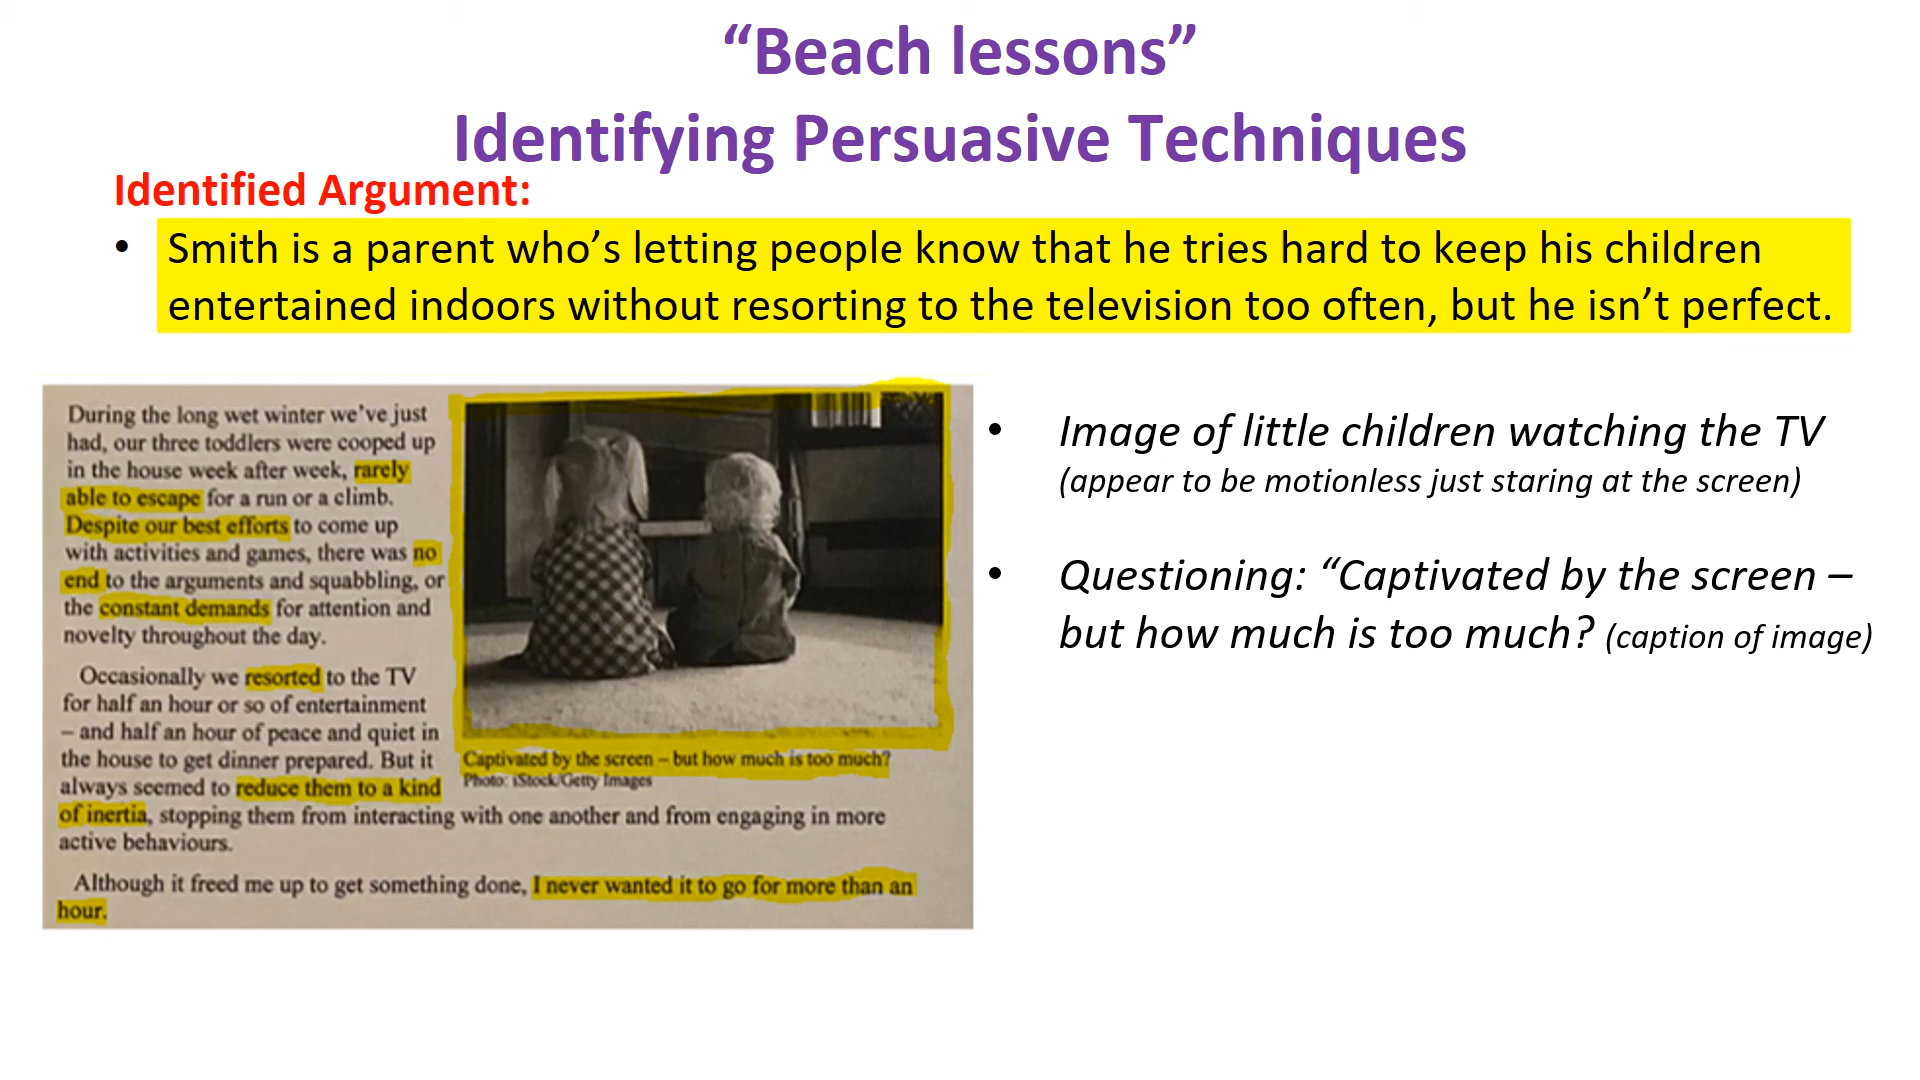 “Beach lessons”
Identifying Persuasive Techniques
Identified Argument:
• Smith is a parent who’s letting people know that he tries hard to keep his children
entertained indoors without resorting to the television too often, but he isn’t perfect.
During the long wet winter we’ve just
had, our three toddlers were cooped up
in the house week after week, rarely
able to escape for a run or a climb.
Despite our best efforts to come up
with activities and games, there was no
end to the arguments and squabbling, or
the constant demands for attention and
novelty throughout the day.
Occasionally we resorted to the TV
for half an hour or so of entertainment
– and half an hour of peace and quiet in
the house to get dinner prepared. But it
always seemed to reduce them to a kind
of inertia, stopping them from interacting with one another and from engaging in more
active behaviours.
Although it freed me up to get something done, I never wanted it to go for more than an
hour.
Captivated by the screen – but how much is too much?
Photo: iStock/Getty Images
• Image of little children watching the TV
(appear to be motionless just staring at the screen)
• Questioning: “Captivated by the screen –
but how much is too much? (caption of image)